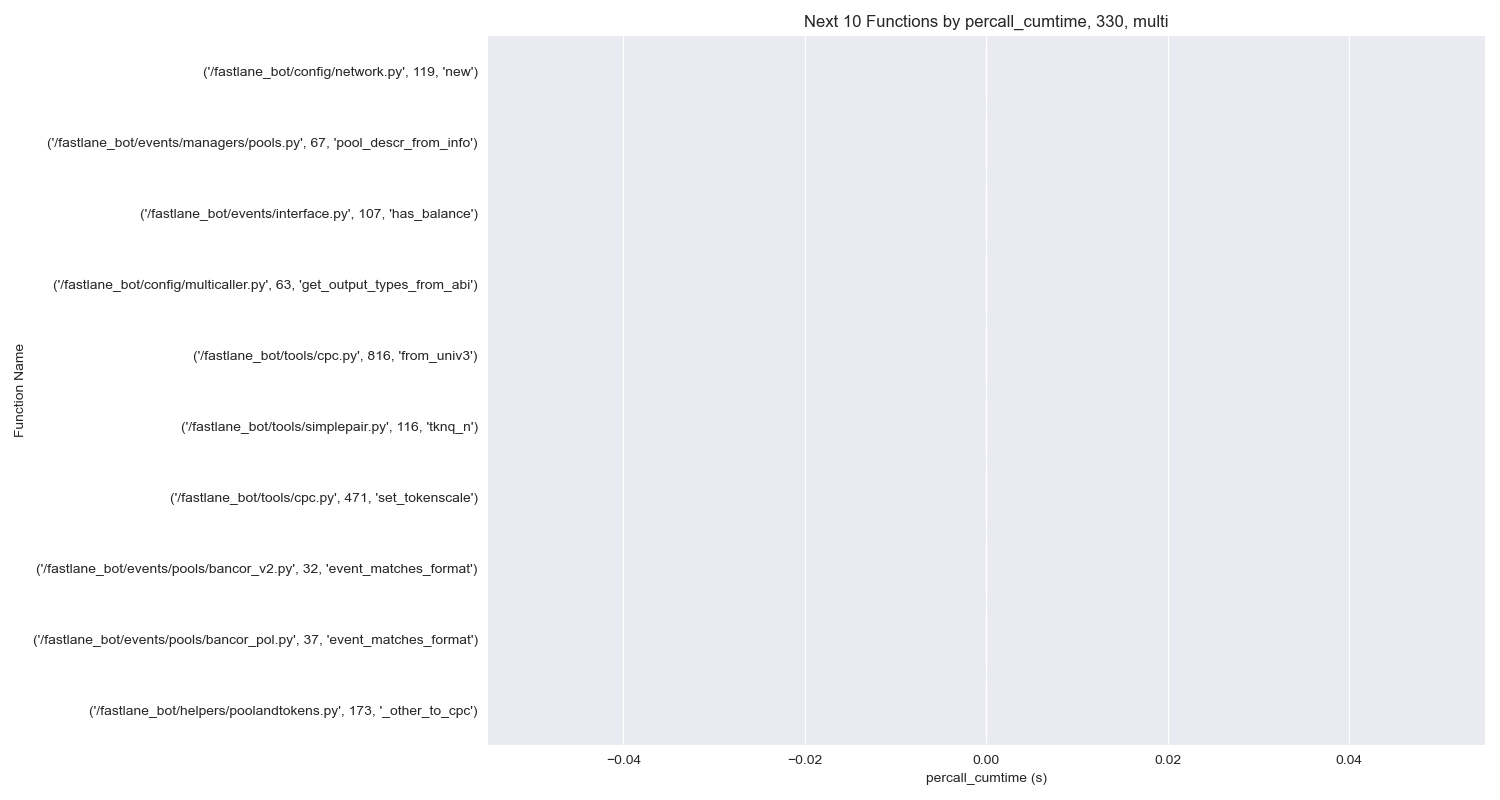 Next 10 Functions by percall_cumtime, 330, multi
('/fastlane_bot/config/network.py', 119, 'new')
('/fastlane_bot/events/managers/pools.py', 67, 'pool_descr_from_info')
('/fastlane_bot/events/interface.py', 107, 'has_balance')
('/fastlane_bot/config/multicaller.py', 63, 'get_output_types_from_abi')
('/fastlane_bot/tools/cpc.py', 816, 'from_univ3')
('/fastlane_bot/tools/simplepair.py', 116, 'tknq_n')
('/fastlane_bot/tools/cpc.py', 471, 'set_tokenscale')
('/fastlane_bot/events/pools/bancor_v2.py', 32, 'event_matches_format')
('/fastlane_bot/events/pools/bancor_pol.py', 37, 'event_matches_format')
('/fastlane_bot/helpers/poolandtokens.py', 173, '_other_to_cpc')
Function Name
−0.04 −0.02 0.00 0.02 0.04
percall_cumtime (s)